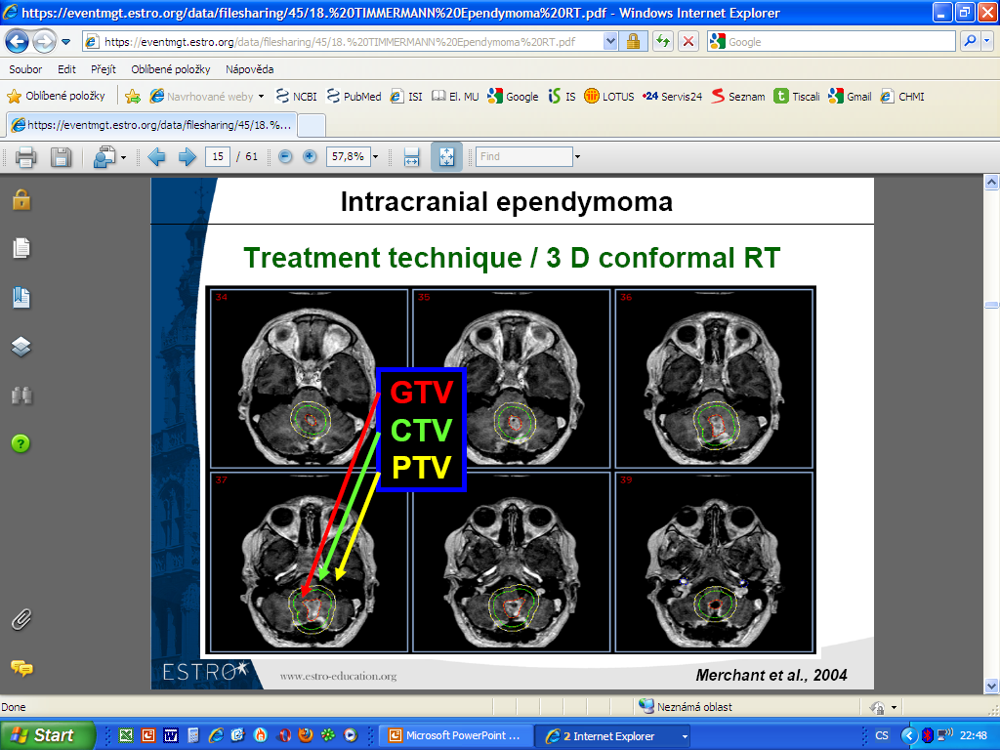 https://eventmgt.estro.org/data/filesharing/45/18.%20TIMMERMANN%20Ependymoma%20RT.pdf - Windows Internet Explorer
https://eventmgt.estro.org/data/filesharing/45/18.%20TIMMERMANN%20Ependymoma%20RT.pdf
Google
Soubor Edit Přejít Oblíbené položky Nápověda
Oblíbené položky Navrhované weby NCBI PubMed ISI El. MU Google IS LOTUS 24 Servis24 Seznam Tiscali Gmail CHMI
https://eventmgt.estro.org/data/filesharing/45/18.%...
15 / 61 57,8% Find
Intracranial ependymoma
Treatment technique / 3 D conformal RT
34 35 36
GTV
CTV
PTV
37 39
ESTRO
www.estro-education.org
Merchant et al., 2004
Done Neznámá oblast
Start Microsoft PowerPoint ... 2 Internet Explorer CS 22:48